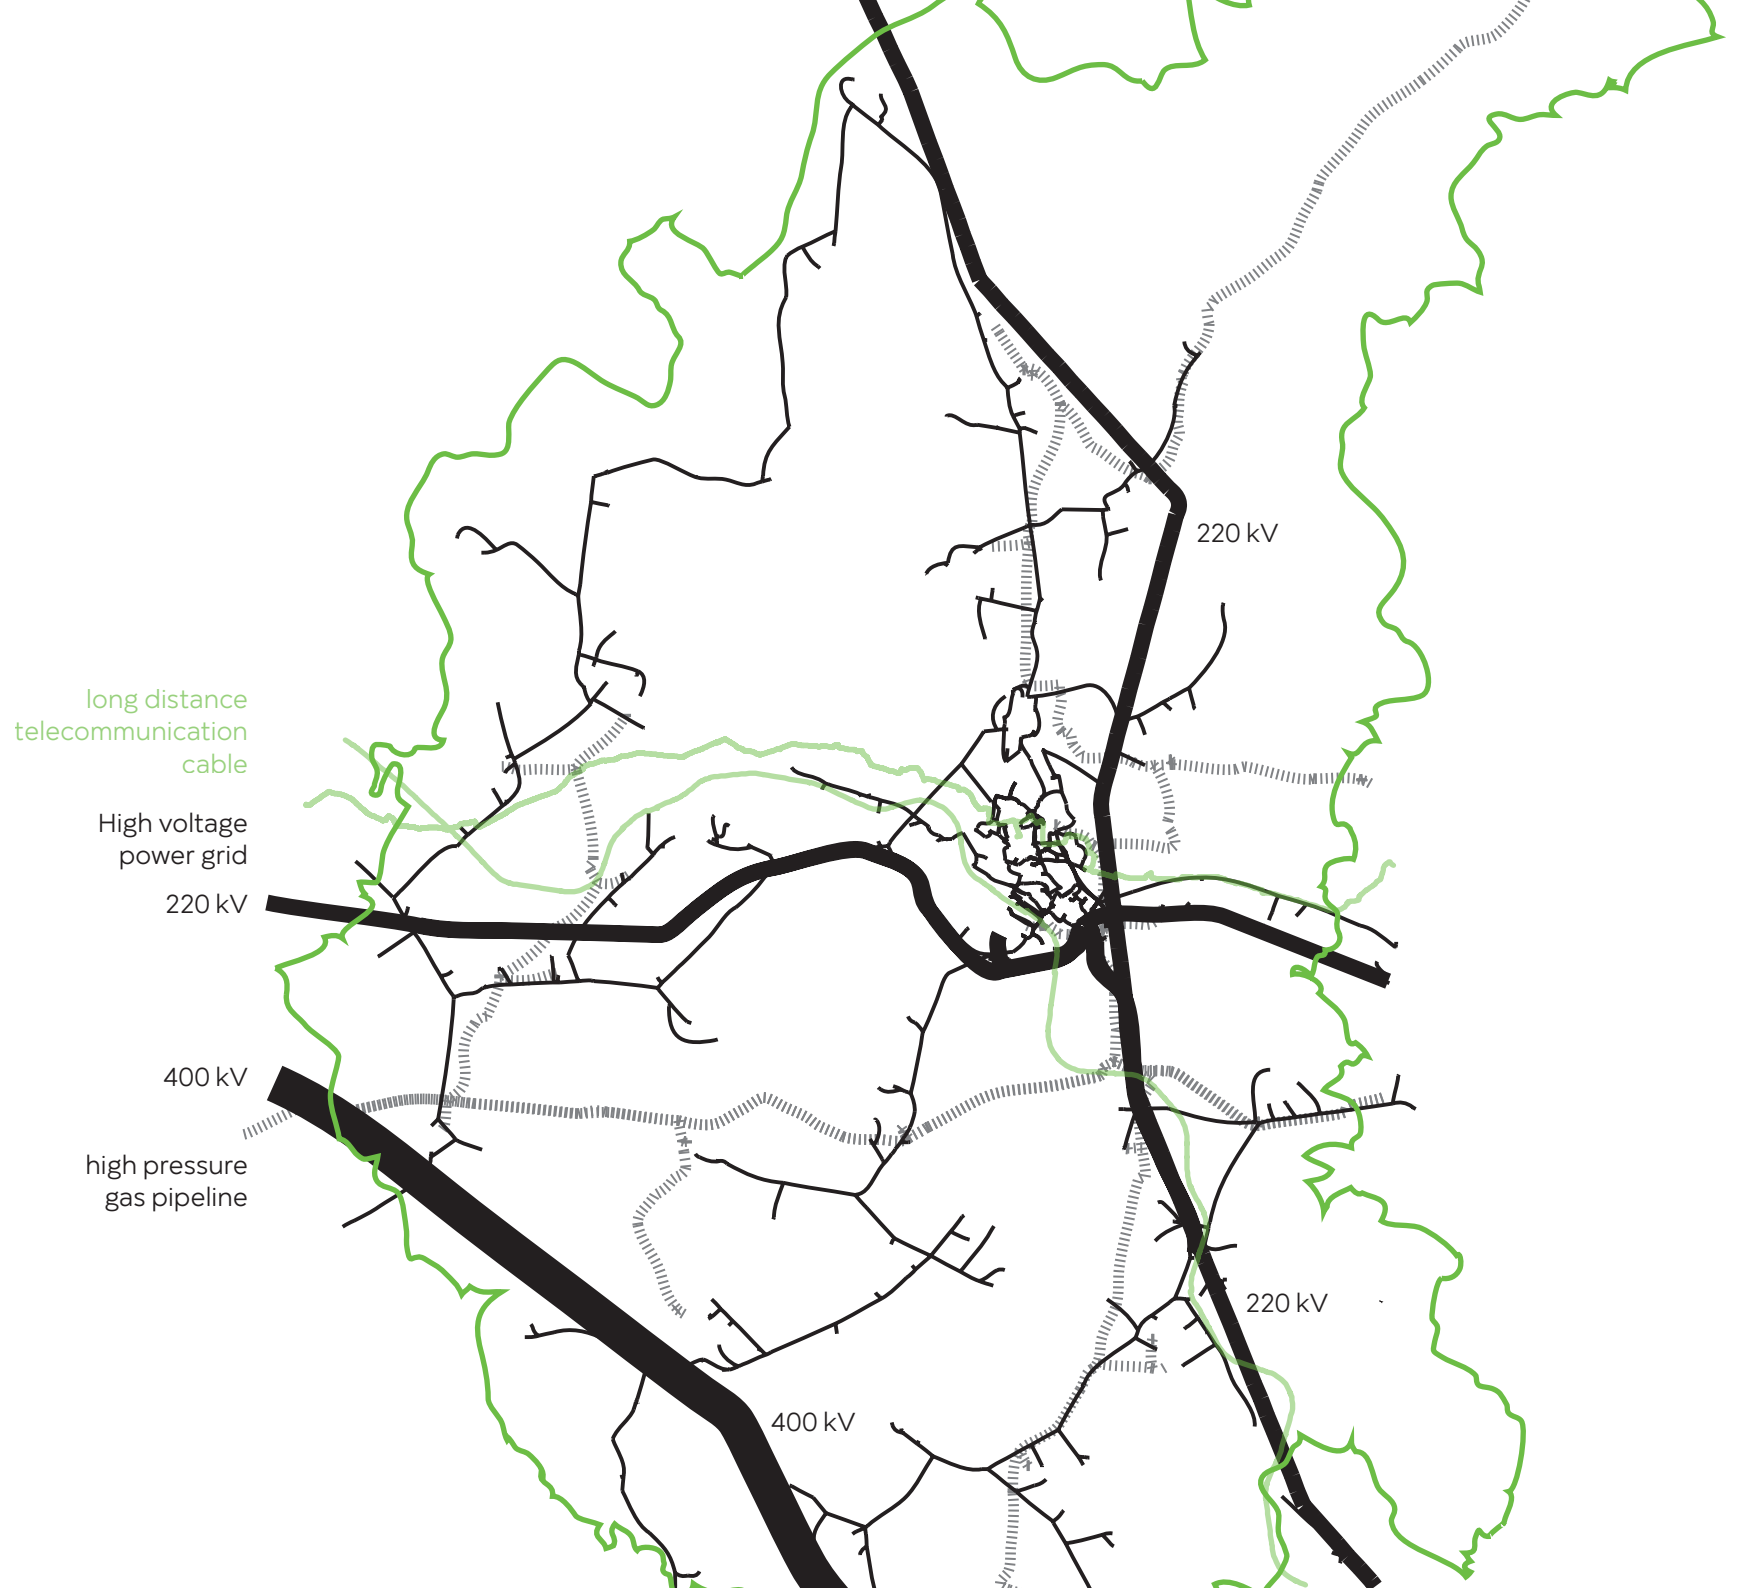 220 kV
long distance
telecommunication
cable
High voltage
power grid
220 kV
400 kV
high pressure
gas pipeline
220 kV
400 kV